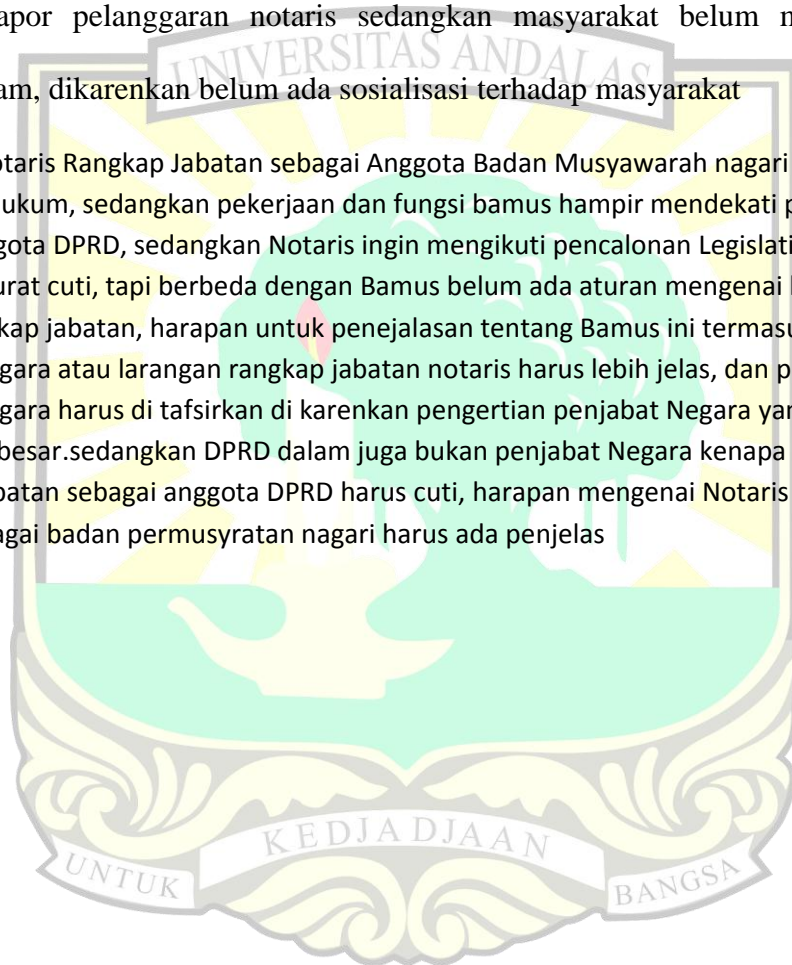 UNIVERSITAS ANDALAS
apor pelanggaran notaris sedangkan masyarakat belum m
am, dikarenkan belum ada sosialisasi terhadap masyarakat
otaris Rangkap Jabatan sebagai Anggota Badan Musyawarah nagari
ukum, sedangkan pekerjaan dan fungsi bamus hampir mendekati p
gota DPRD, sedangkan Notaris ingin mengikuti pencalonan Legislati
urat cuti, tapi berbeda dengan Bamus belum ada aturan mengenai
kap jabatan, harapan untuk penejalasan tentang Bamus ini termasu
gara atau larangan rangkap jabatan notaris harus lebih jelas, dan p
gara harus di tafsirkan di karenkan pengertian penjabat Negara yan
besar.sedangkan DPRD dalam juga bukan penjabat Negara kenapa
batan sebagai anggota DPRD harus cuti, harapan mengenai Notaris
agai badan permusyratan nagari harus ada penjelas
UNTUK KEDJADJAAN BANGSA